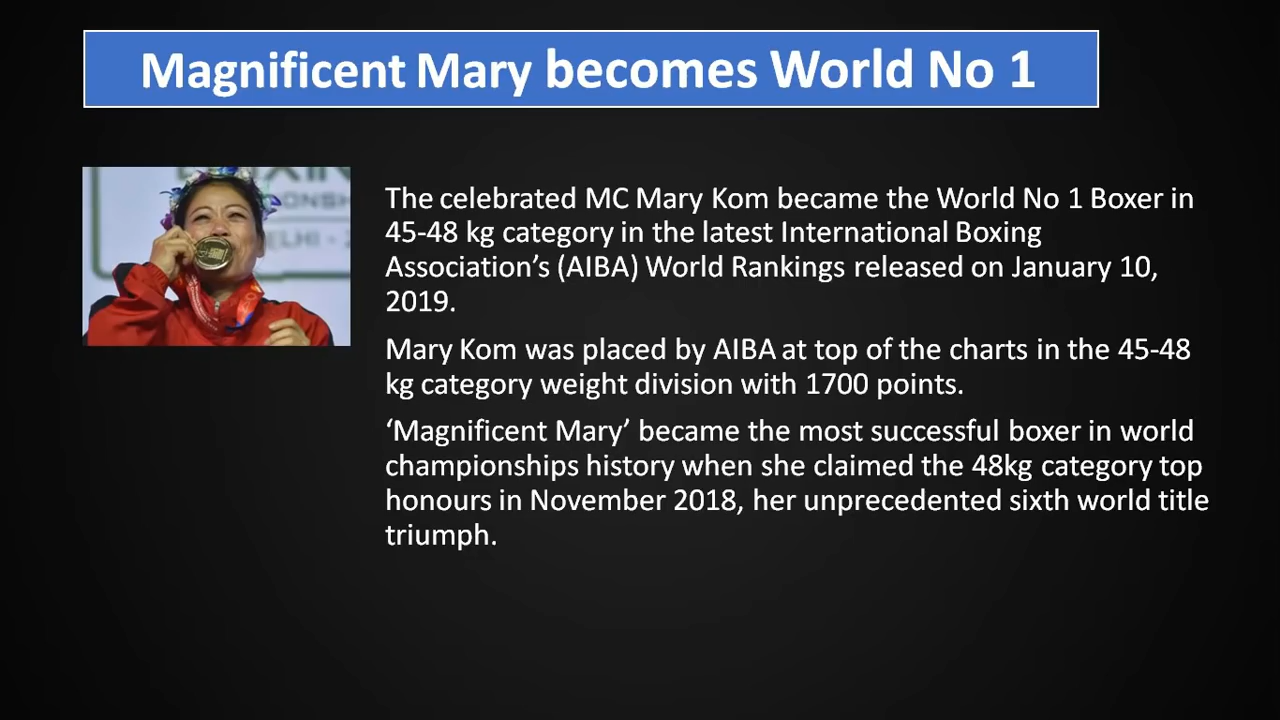 Magnificent Mary becomes World No 1
The celebrated MC Mary Kom became the World No 1 Boxer in
45-48 kg category in the latest International Boxing
Association’s (AIBA) World Rankings released on January 10,
2019.
Mary Kom was placed by AIBA at top of the charts in the 45-48
kg category weight division with 1700 points.
‘Magnificent Mary’ became the most successful boxer in world
championships history when she claimed the 48kg category top
honours in November 2018, her unprecedented sixth world title
triumph.